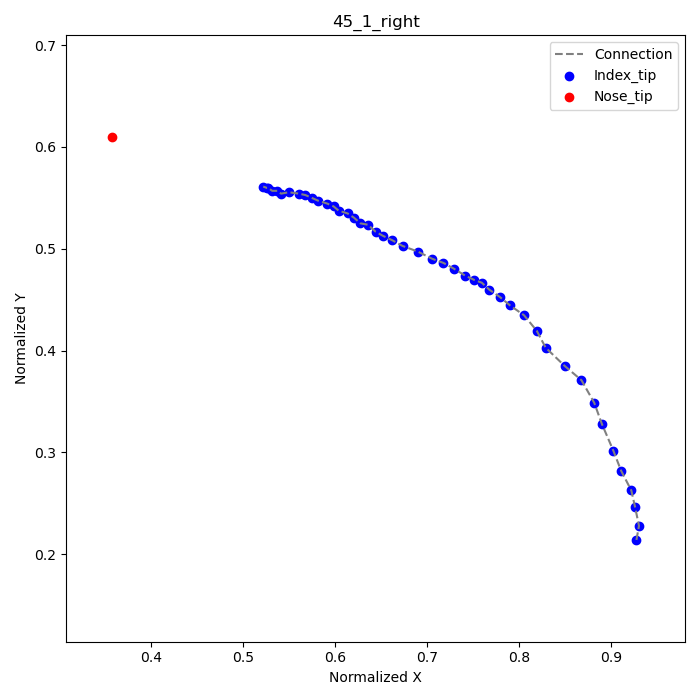 45_1_right
Connection
Index_tip
Nose_tip
0.7
0.6
0.5
0.4
0.3
0.2
Normalized Y
0.4 0.5 0.6 0.7 0.8 0.9
Normalized X